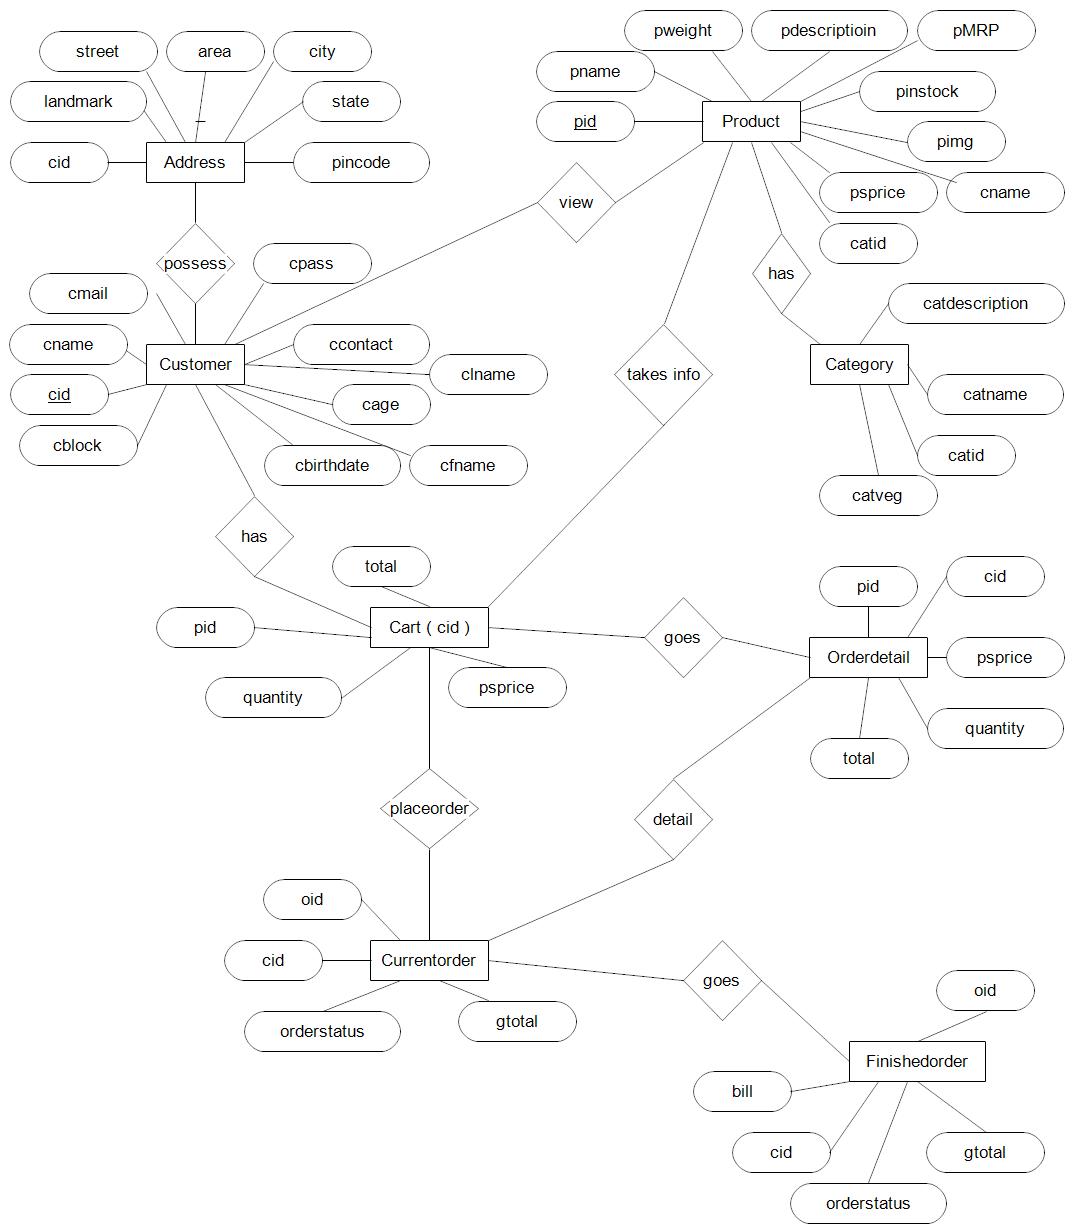 pweight
pdescriptioin
pMRP
street
area
city
pname
pinstock
landmark
state
pid
Product
pimg
cid
Address
pincode
psprice
cname
view
catid
possess
cpass
has
cmail
catdescription
cname
ccontact
Customer
clname
takes info
Category
cid
cage
catname
cblock
cbirthdate
cfname
catid
catveg
has
total
pid
cid
pid
Cart ( cid )
goes
Orderdetail
psprice
quantity
psprice
quantity
total
placeorder
detail
oid
cid
Currentorder
goes
oid
orderstatus
gtotal
Finishedorder
bill
cid
gtotal
orderstatus